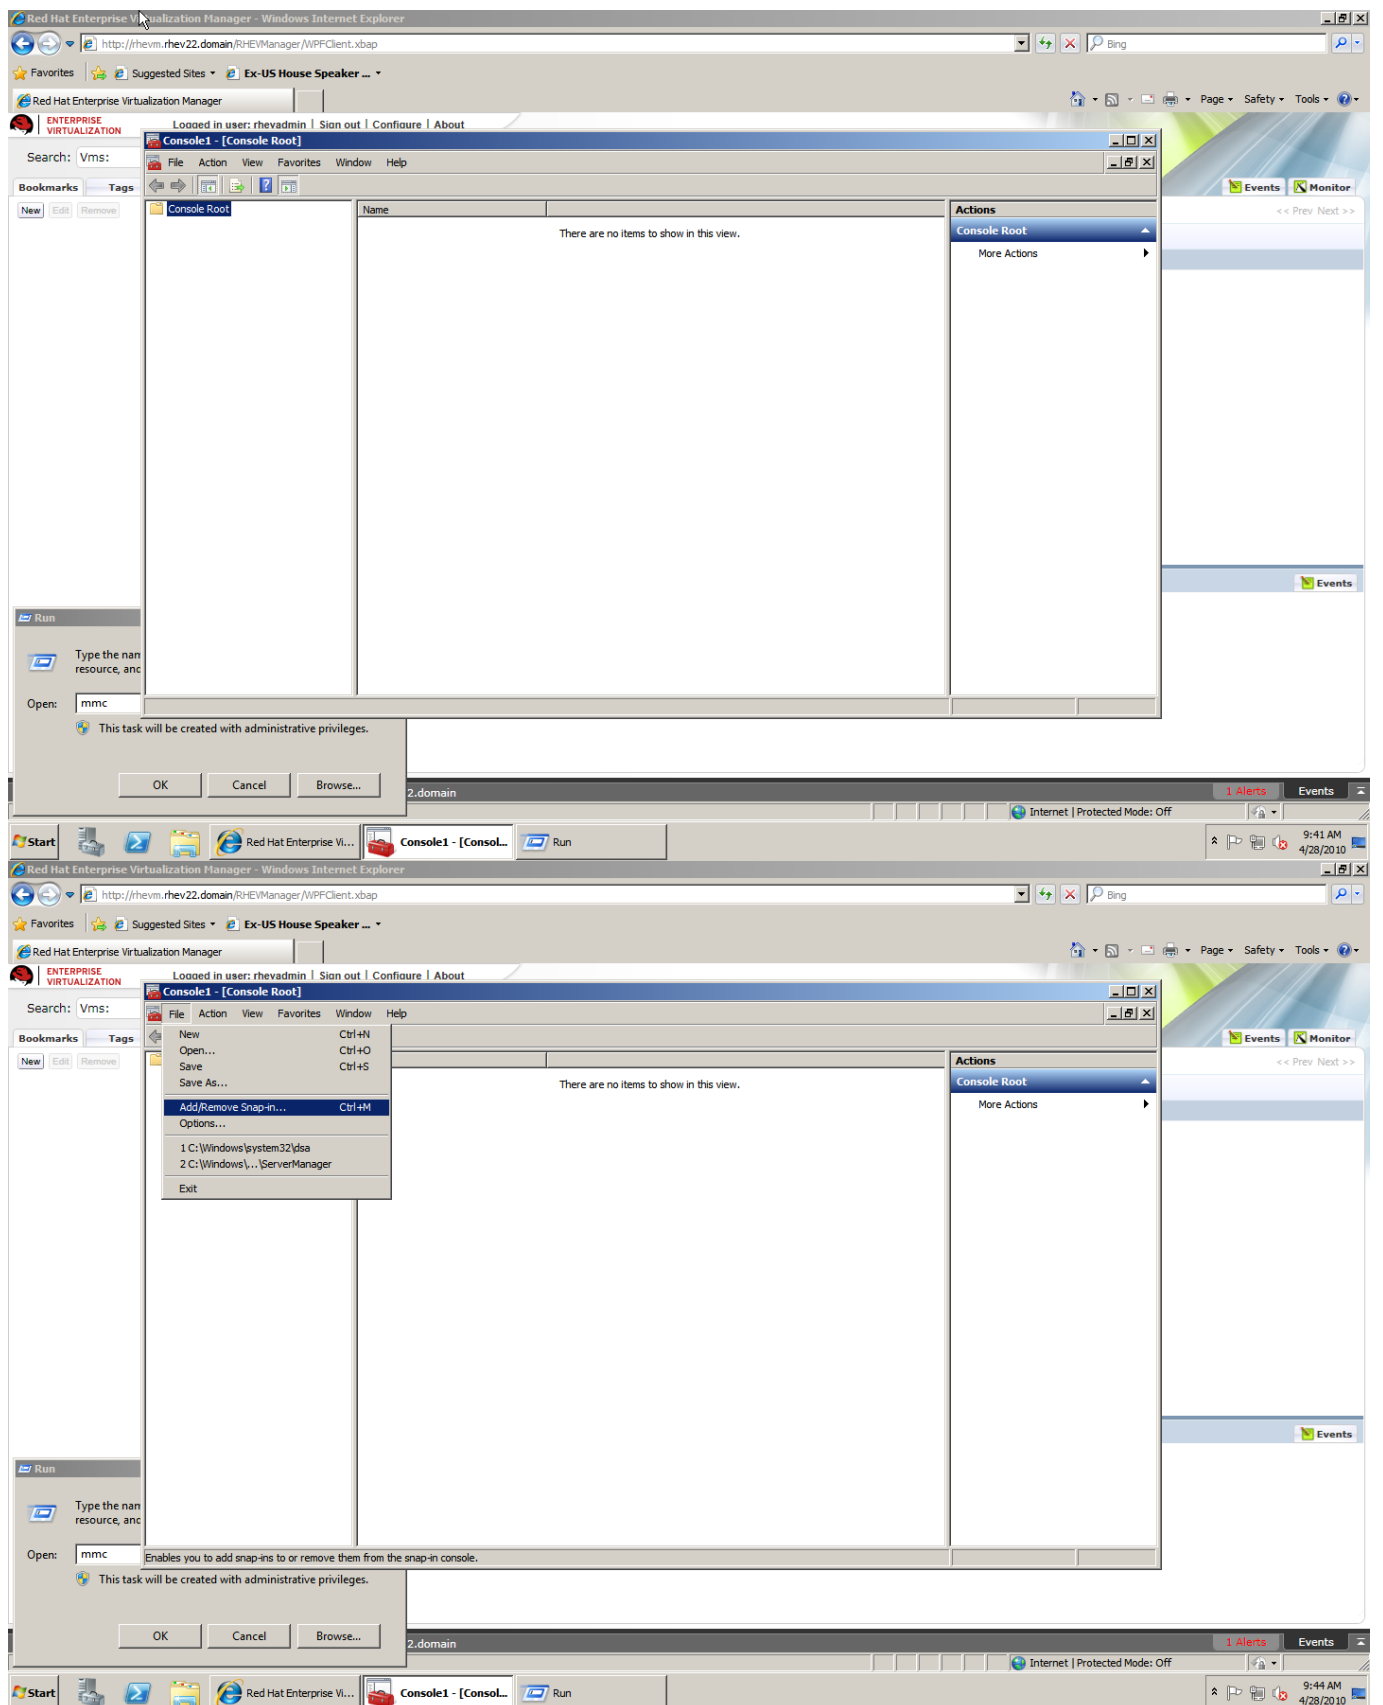 Red Hat Enterprise Virtualization Manager - Windows Internet Explorer
http://rhevm.rhev22.domain/RHEVManager/WPFClient.xbap
Bing
Favorites Suggested Sites Ex-US House Speaker ...
Red Hat Enterprise Virtualization Manager
Page Safety Tools
ENTERPRISE
VIRTUALIZATION
Logged in user: rhevadmin | Sign out | Configure | About
Console1 - [Console Root]
Search: Vms:
File Action View Favorites Window Help
Bookmarks Tags
Events Monitor
New Edit Remove
Console Root
Name
Actions
<< Prev Next >>
There are no items to show in this view.
Console Root
More Actions
Events
Run
Type the nam
resource, and
Open: mmc
This task will be created with administrative privileges.
OK Cancel Browse...
2.domain
1 Alerts Events
Internet | Protected Mode: Off
Start
Red Hat Enterprise Vi...
Console1 - [Consol...
Run
9:41 AM
4/28/2010
Red Hat Enterprise Virtualization Manager - Windows Internet Explorer
http://rhevm.rhev22.domain/RHEVManager/WPFClient.xbap
Bing
Favorites Suggested Sites Ex-US House Speaker ...
Red Hat Enterprise Virtualization Manager
Page Safety Tools
ENTERPRISE
VIRTUALIZATION
Logged in user: rhevadmin | Sign out | Configure | About
Console1 - [Console Root]
Search: Vms:
File Action View Favorites Window Help
Bookmarks Tags
Events Monitor
New Edit Remove
New Ctrl+N
Open... Ctrl+O
Save Ctrl+S
Save As...
Add/Remove Snap-in... Ctrl+M
Options...
1 C:\Windows\system32\dsa
2 C:\Windows\...\ServerManager
Exit
Actions
<< Prev Next >>
There are no items to show in this view.
Console Root
More Actions
Events
Run
Type the nam
resource, and
Open: mmc
Enables you to add snap-ins to or remove them from the snap-in console.
This task will be created with administrative privileges.
OK Cancel Browse...
2.domain
1 Alerts Events
Internet | Protected Mode: Off
Start
Red Hat Enterprise Vi...
Console1 - [Consol...
Run
9:44 AM
4/28/2010